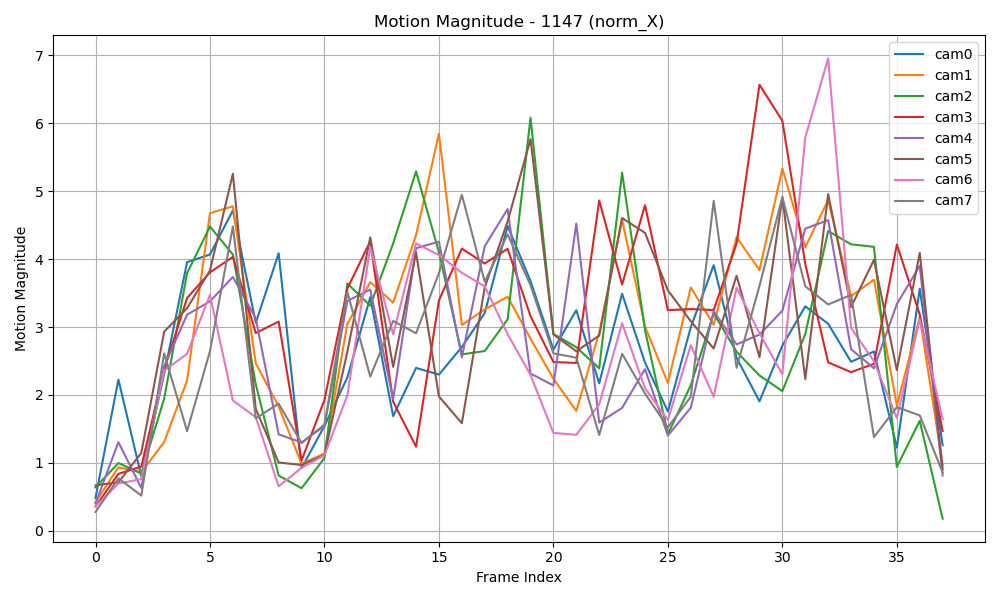 Motion Magnitude - 1147 (norm_X)
Motion Magnitude
7
6
5
4
3
2
1
0
0 5 10 15 20 25 30 35
Frame Index
cam0
cam1
cam2
cam3
cam4
cam5
cam6
cam7